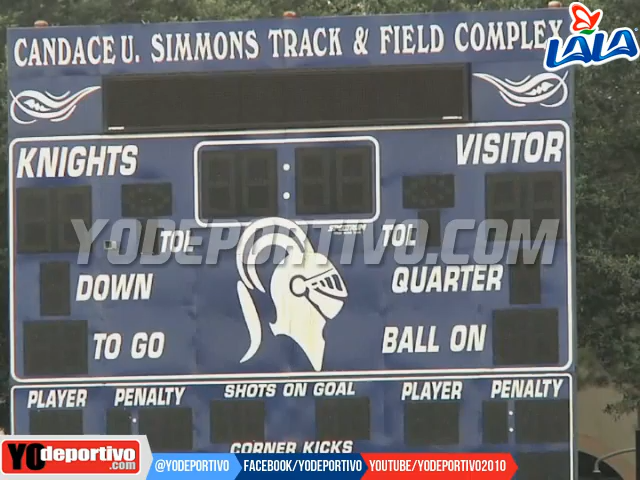 LALA
CANDACE U. SIMMONS TRACK & FIELD COMPLEX
KNIGHTS VISITOR
YODEPORTIVO.COM
TOL TOL
DOWN QUARTER
TO GO BALL ON
PLAYER PENALTY SHOTS ON GOAL PLAYER PENALTY
CORNER KICKS
YOdeportivo .com @YODEPORTIVO FACEBOOK/YODEPORTIVO YOUTUBE/YODEPORTIVO2010